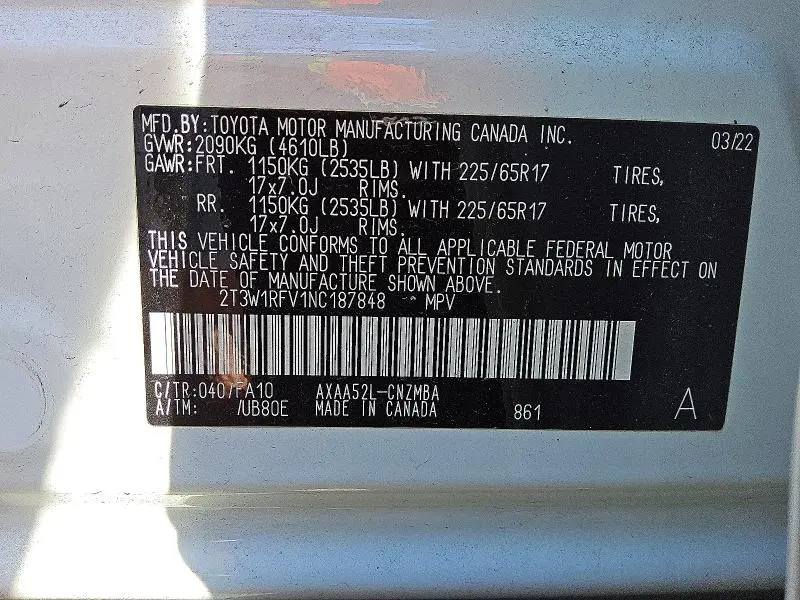 MFD.BY:TOYOTA MOTOR MANUFACTURING CANADA INC. 03/22
GVWR:2090KG (4610LB)
GAWR:FRT. 1150KG (2535LB) WITH 225/65R17 TIRES,
17x7.0J RIMS.
RR. 1150KG (2535LB) WITH 225/65R17 TIRES,
17x7.0J RIMS.
THIS VEHICLE CONFORMS TO ALL APPLICABLE FEDERAL MOTOR
VEHICLE SAFETY AND THEFT PREVENTION STANDARDS IN EFFECT ON
THE DATE OF MANUFACTURE SHOWN ABOVE.
2T3W1RFV1NC187848 MPV
C/TR:040/FA10 AXAA52L-CNZMBA
A/TM: /UB80E MADE IN CANADA 861 A